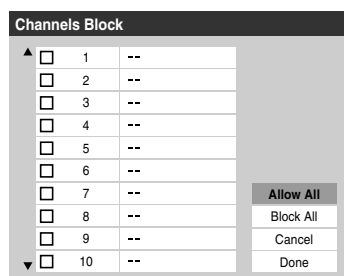 Channels Block
1 --
2 --
3 --
4 --
5 --
6 --
7 -- Allow All
8 -- Block All
9 -- Cancel
10 -- Done